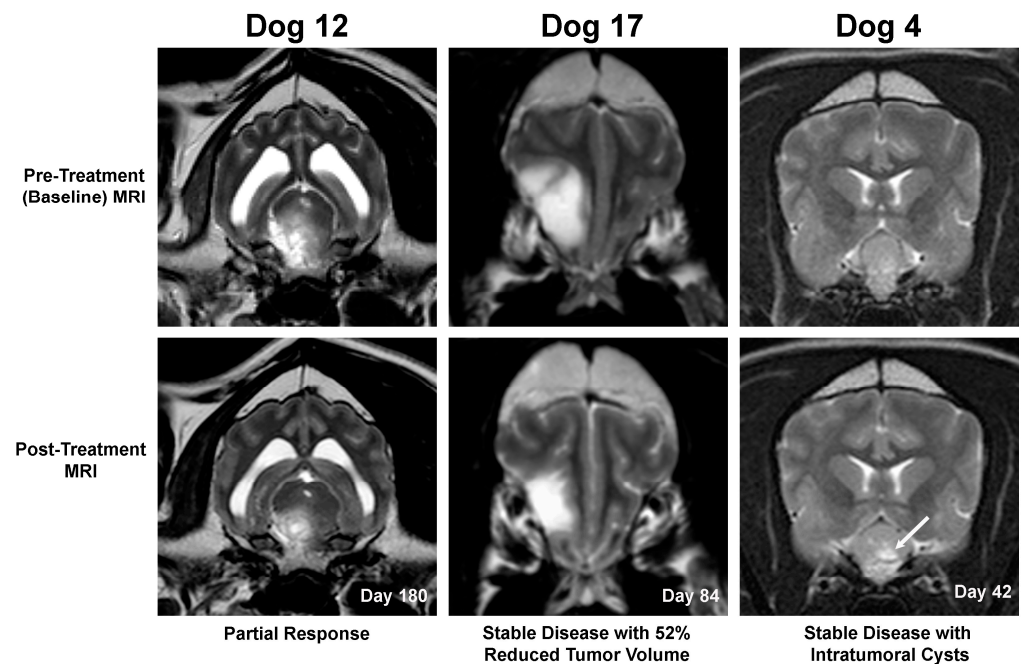 Dog 12
Dog 17
Dog 4
Pre-Treatment
(Baseline) MRI
Post-Treatment
MRI
Day 180
Day 84
Day 42
Partial Response
Stable Disease with 52%
Reduced Tumor Volume
Stable Disease with
Intratumoral Cysts